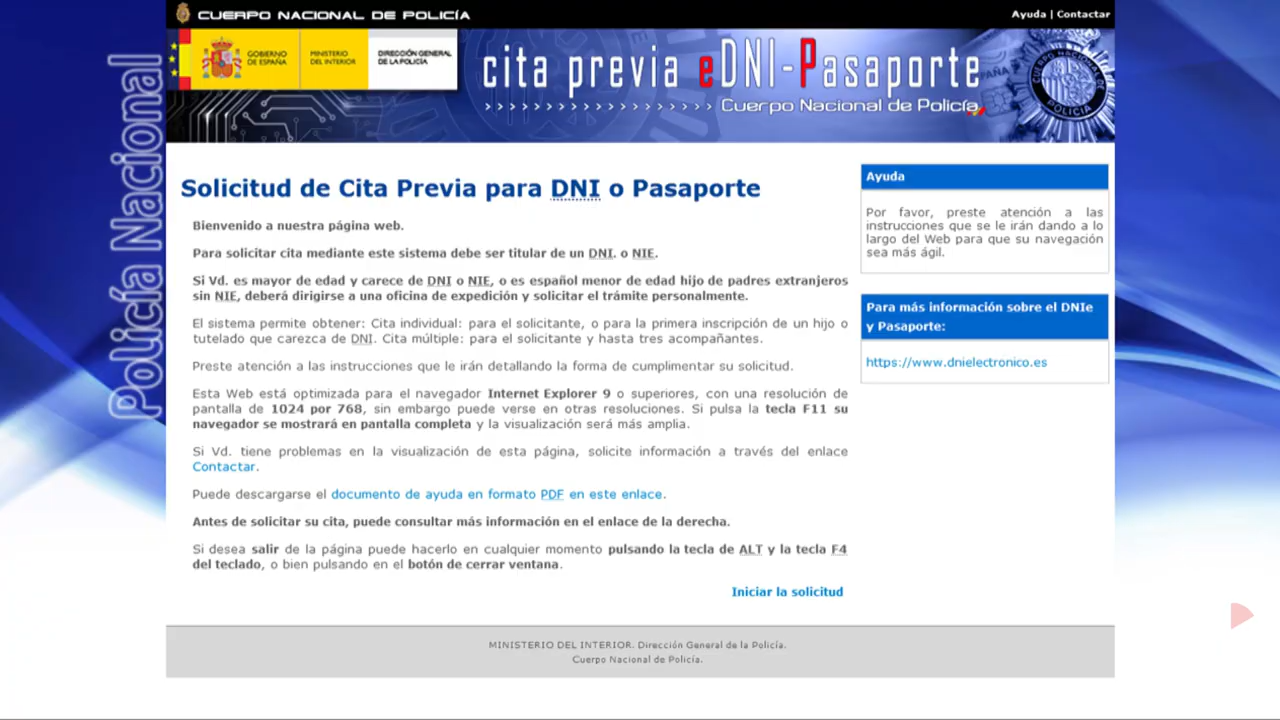 CUERPO NACIONAL DE POLICÍA
Ayuda | Contactar
GOBIERNO
DE ESPAÑA
MINISTERIO
DEL INTERIOR
DIRECCIÓN GENERAL
DE LA POLICÍA
cita previa eDNI-Pasaporte
Cuerpo Nacional de Policía
Policía Nacional
Solicitud de Cita Previa para DNI o Pasaporte
Bienvenido a nuestra página web.
Para solicitar cita mediante este sistema debe ser titular de un DNI. o NIE.
Si Vd. es mayor de edad y carece de DNI o NIE, o es español menor de edad hijo de padres extranjeros
sin NIE, deberá dirigirse a una oficina de expedición y solicitar el trámite personalmente.
El sistema permite obtener: Cita individual: para el solicitante, o para la primera inscripción de un hijo o
tutelado que carezca de DNI. Cita múltiple: para el solicitante y hasta tres acompañantes.
Preste atención a las instrucciones que le irán detallando la forma de cumplimentar su solicitud.
Esta Web está optimizada para el navegador Internet Explorer 9 o superiores, con una resolución de
pantalla de 1024 por 768, sin embargo puede verse en otras resoluciones. Si pulsa la tecla F11 su
navegador se mostrará en pantalla completa y la visualización será más amplia.
Si Vd. tiene problemas en la visualización de esta página, solicite información a través del enlace
Contactar.
Puede descargarse el documento de ayuda en formato PDF en este enlace.
Antes de solicitar su cita, puede consultar más información en el enlace de la derecha.
Si desea salir de la página puede hacerlo en cualquier momento pulsando la tecla de ALT y la tecla F4
del teclado, o bien pulsando en el botón de cerrar ventana.
Iniciar la solicitud
Ayuda
Por favor, preste atención a las
instrucciones que se le irán dando a lo
largo del Web para que su navegación
sea más ágil.
Para más información sobre el DNIe
y Pasaporte:
https://www.dnielectronico.es
MINISTERIO DEL INTERIOR. Dirección General de la Policía.
Cuerpo Nacional de Policía.